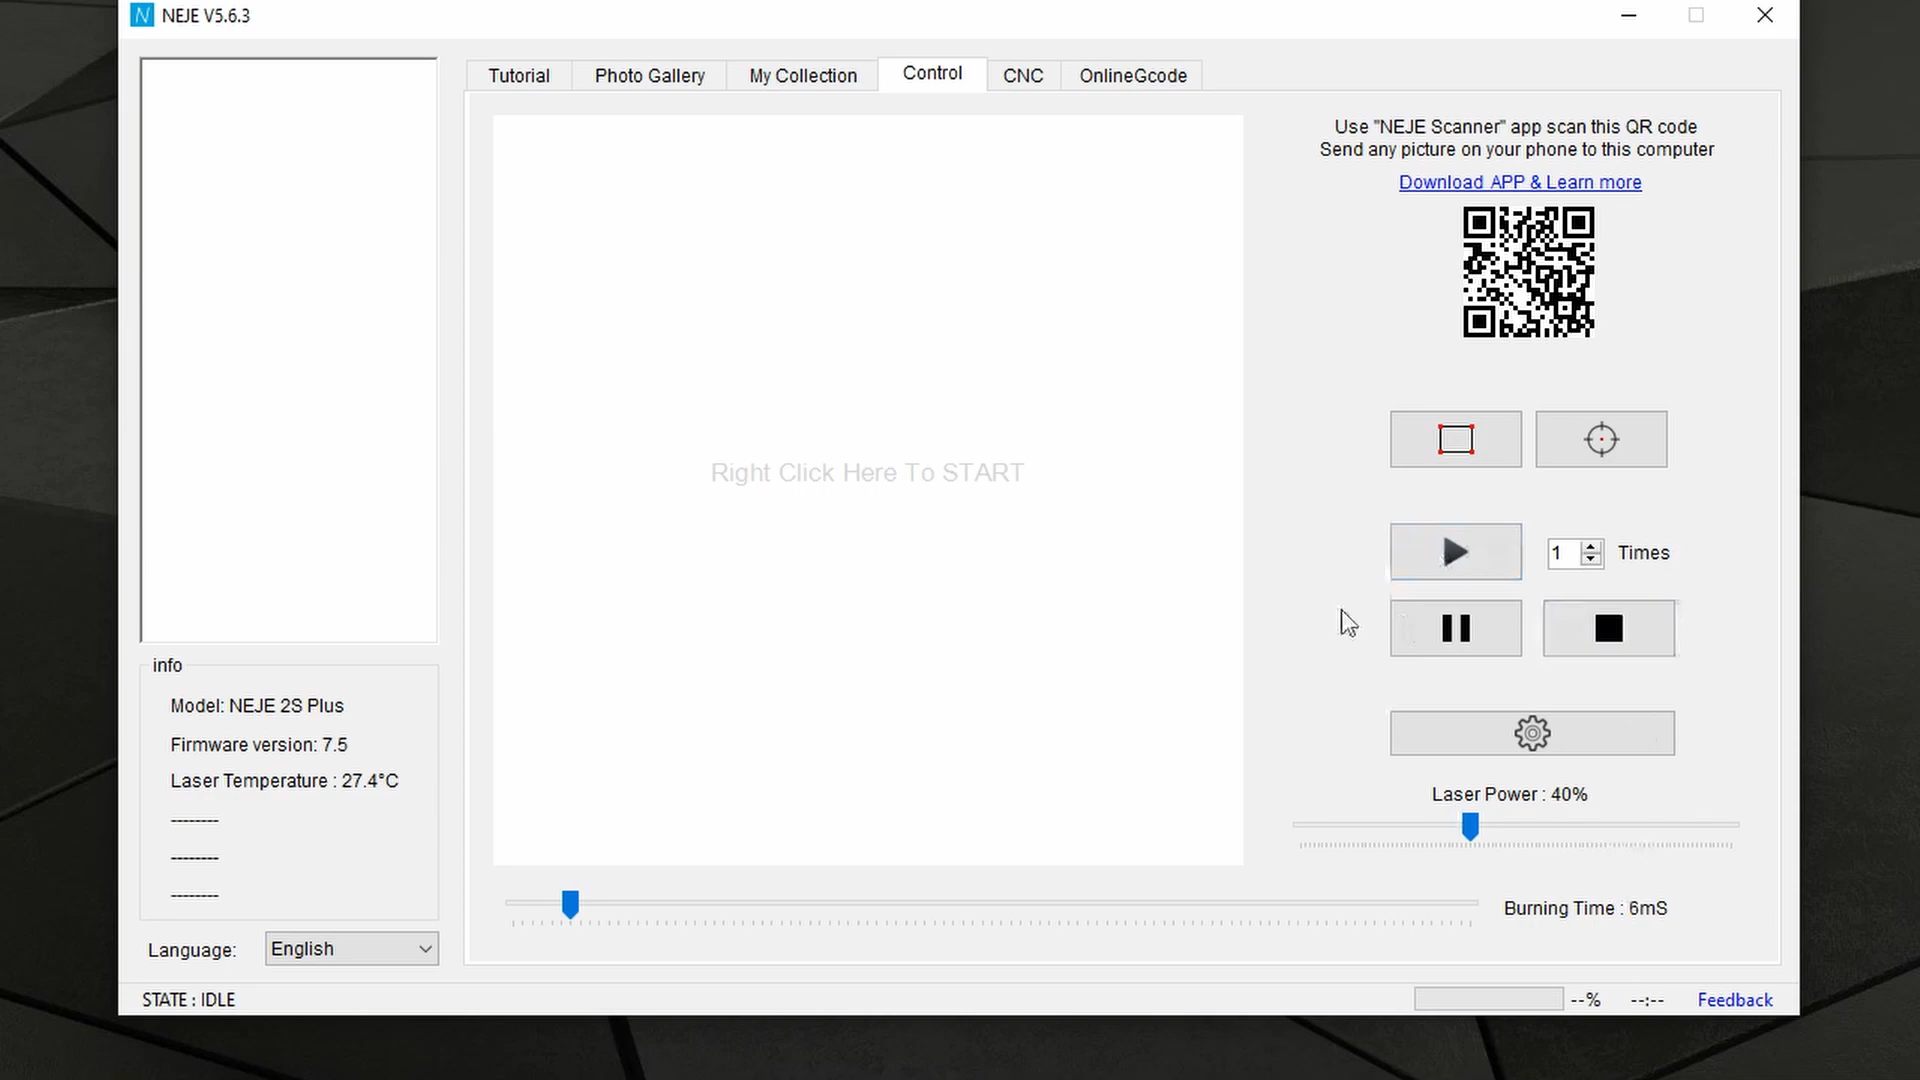 NEJE V5.6.3
Tutorial
Photo Gallery
My Collection
Control
CNC
OnlineGcode
Use "NEJE Scanner" app scan this QR code
Send any picture on your phone to this computer
Download APP & Learn more
Right Click Here To START
1
Times
info
Model: NEJE 2S Plus
Firmware version: 7.5
Laser Temperature : 27.4°C
--------
--------
--------
Laser Power : 40%
Burning Time : 6mS
Language:
English
STATE : IDLE
--%
--:--
Feedback